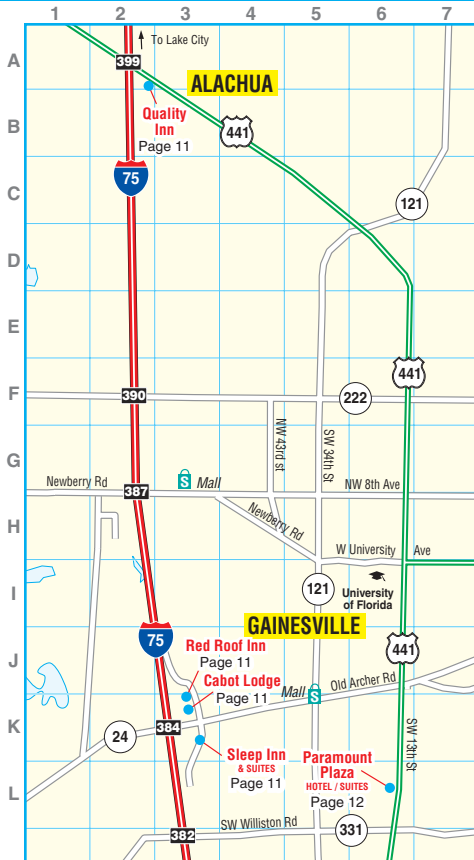 1 2 3 4 5 6 7
A
B
C
D
E
F
G
H
I
J
K
L
To Lake City
399
ALACHUA
Quality
Inn
Page 11
441
75
121
441
390
222
NW 43rd st
SW 34th St
S Mall
Newberry Rd
387
NW 8th Ave
Newberry Rd
W University Ave
121
University
of Florida
GAINESVILLE
75
441
Red Roof Inn
Page 11
Cabot Lodge
Page 11
Mall S
Old Archer Rd
384
24
SW 13th St
Sleep Inn
& SUITES
Page 11
Paramount
Plaza
HOTEL / SUITES
Page 12
SW Williston Rd
331
382